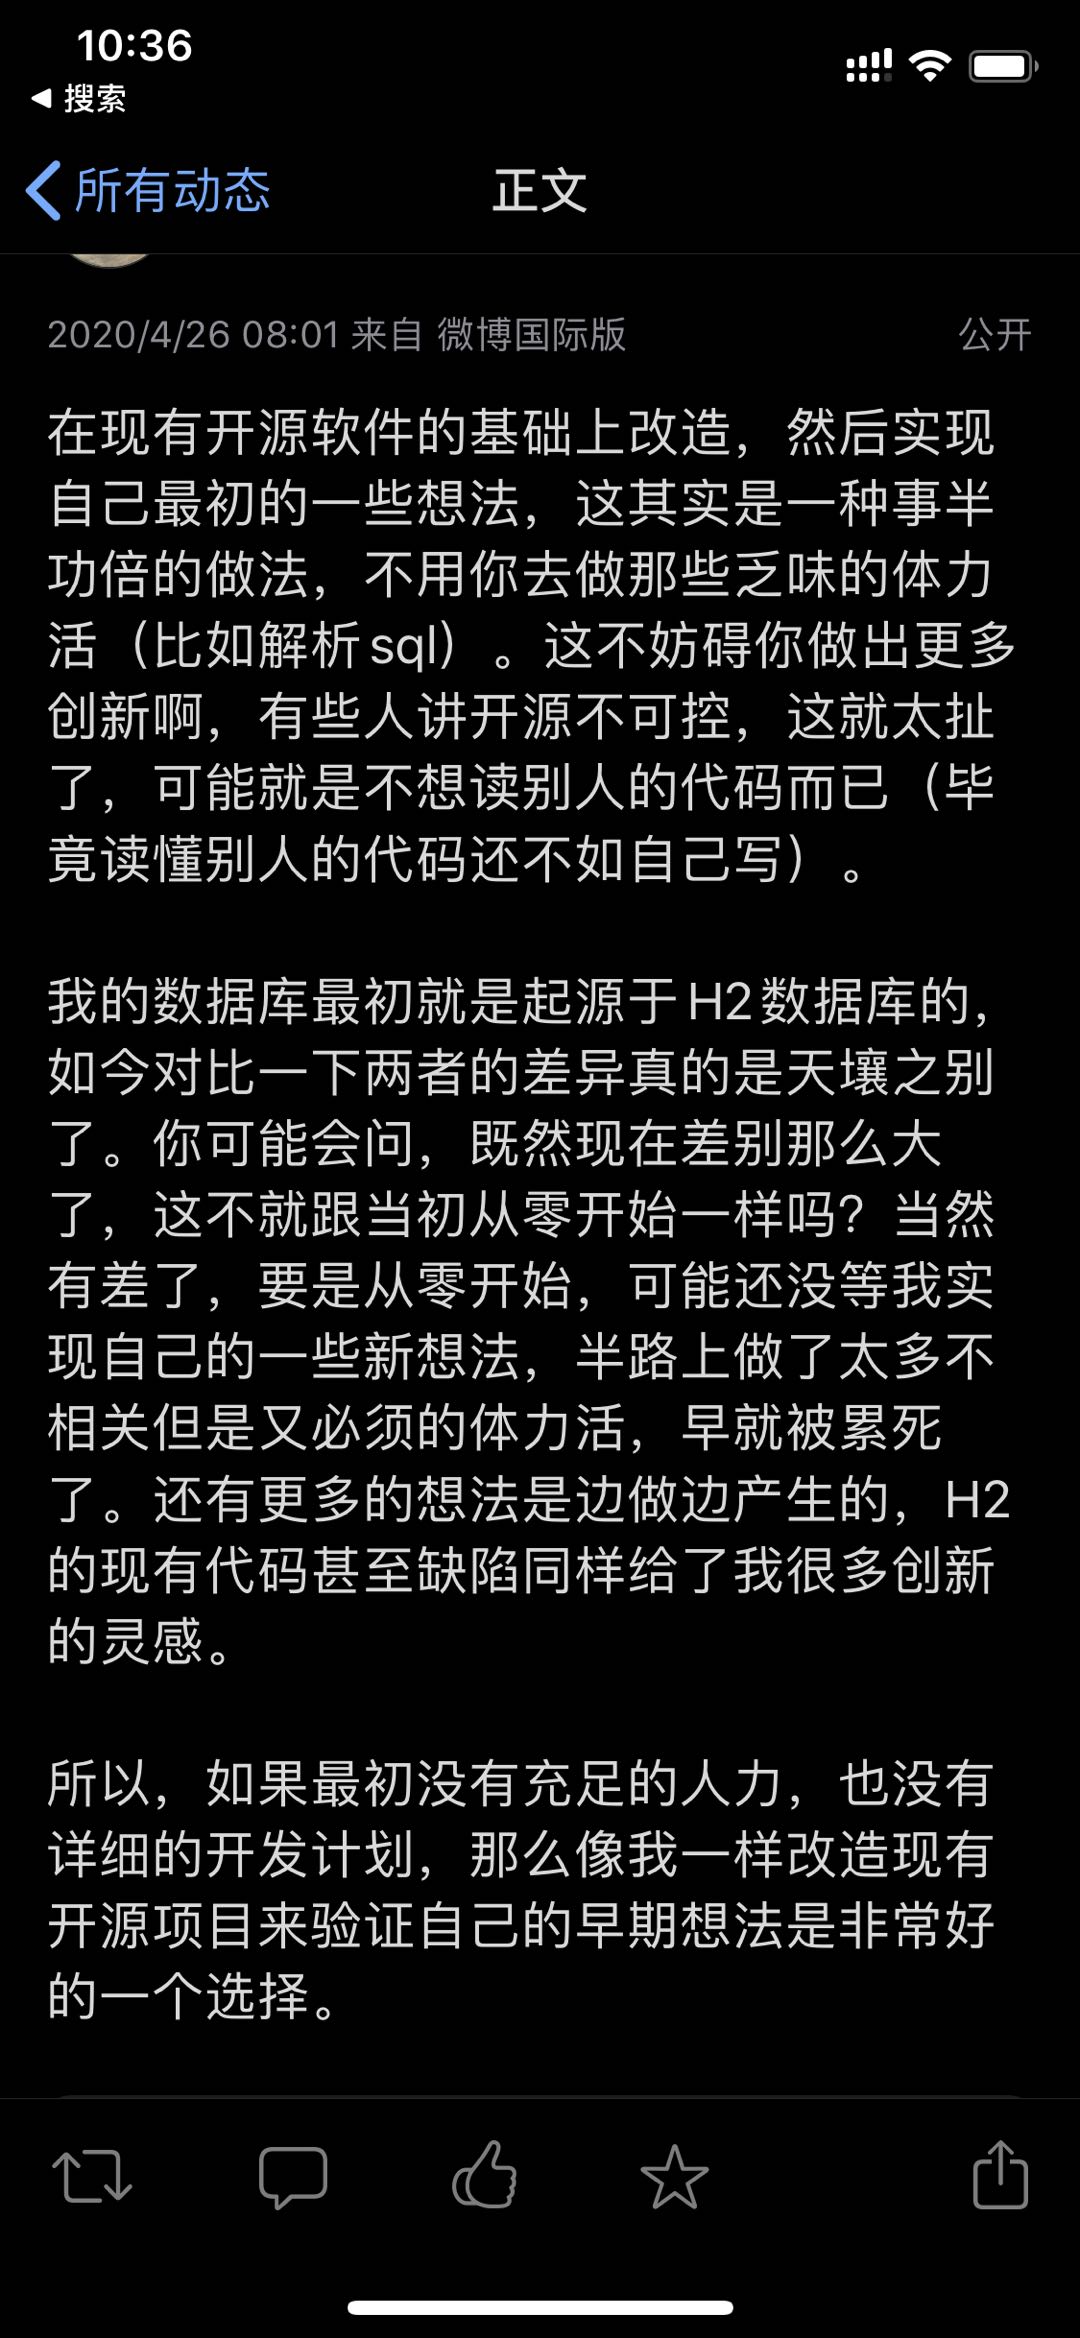 10:36
搜索
所有动态
正文
2020/4/26 08:01 来自 微博国际版
公开
在现有开源软件的基础上改造，然后实现
自己最初的一些想法，这其实是一种事半
功倍的做法，不用你去做那些乏味的体力
活（比如解析sql）。这不妨碍你做出更多
创新啊，有些人讲开源不可控，这就太扯
了，可能就是不想读别人的代码而已（毕
竟读懂别人的代码还不如自己写）。
我的数据库最初就是起源于H2数据库的，
如今对比一下两者的差异真的是天壤之别
了。你可能会问，既然现在差别那么大
了，这不就跟当初从零开始一样吗？当然
有差了，要是从零开始，可能还没等我实
现自己的一些新想法，半路上做了太多不
相关但是又必须的体力活，早就被累死
了。还有更多的想法是边做边产生的，H2
的现有代码甚至缺陷同样给了我很多创新
的灵感。
所以，如果最初没有充足的人力，也没有
详细的开发计划，那么像我一样改造现有
开源项目来验证自己的早期想法是非常好
的一个选择。